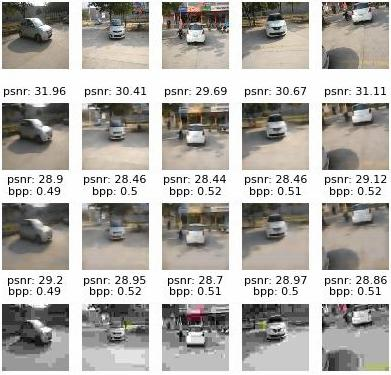 psnr: 31.96 psnr: 30.41 psnr: 29.69 psnr: 30.67 psnr: 31.11
psnr: 28.9 psnr: 28.46 psnr: 28.44 psnr: 28.46 psnr: 29.12
bpp: 0.49 bpp: 0.5 bpp: 0.52 bpp: 0.51 bpp: 0.52
psnr: 29.2 psnr: 28.95 psnr: 28.7 psnr: 28.97 psnr: 28.86
bpp: 0.49 bpp: 0.52 bpp: 0.51 bpp: 0.5 bpp: 0.51